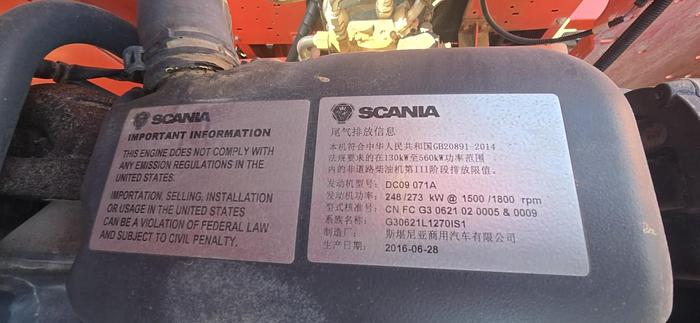 SCANIA
IMPORTANT INFORMATION
THIS ENGINE DOES NOT COMPLY WITH
ANY EMISSION REGULATIONS IN THE
UNITED STATES.
IMPORTATION, SELLING, INSTALLATION
OR USAGE IN THE UNITED STATES
CAN BE A VIOLATION OF FEDERAL LAW
AND SUBJECT TO CIVIL PENALTY.
SCANIA
尾气排放信息
本机符合中华人民共和国GB20891-2014
法规要求的在130kW至560kW功率范围
内的非道路柴油机第III阶段排放限值。
发动机型号: DC09 071A
发动机功率: 248/273 kW @ 1500 /1800 rpm
型式核准号: CN FC G3 0621 02 0005 & 0009
系族名称: G30621L1270IS1
制造厂: 斯堪尼亚商用汽车有限公司
生产日期: 2016-06-28